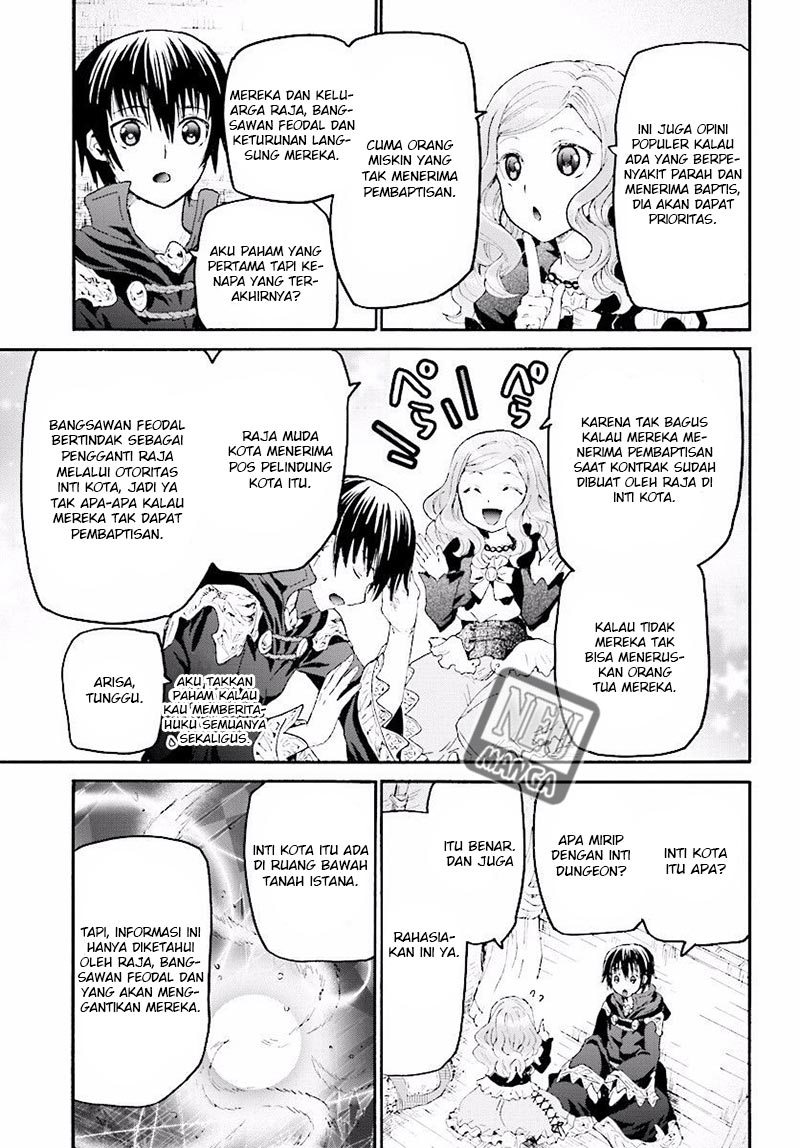 INI JUGA OPINI
POPULER KALAU
ADA YANG BERPE-
NYAKIT PARAH DAN
MENERIMA BAPTIS,
DIA AKAN DAPAT
PRIORITAS.
CUMA ORANG
MISKIN YANG
TAK MENERIMA
PEMBAPTISAN.
MEREKA DAN KELU-
ARGA RAJA, BANG-
SAWAN FEODAL DAN
KETURUNAN LANG-
SUNG MEREKA.
AKU PAHAM YANG
PERTAMA TAPI KE-
NAPA YANG TER-
AKHIRNYA?
KARENA TAK BAGUS
KALAU MEREKA ME-
NERIMA PEMBAPTISAN
SAAT KONTRAK SUDAH
DIBUAT OLEH RAJA DI
INTI KOTA.
KALAU TIDAK
MEREKA TAK
BISA MENERUS-
KAN ORANG
TUA MEREKA.
ぺら
ぺら
RAJA MUDA
KOTA MENERIMA
POS PELINDUNG
KOTA ITU.
BANGSAWAN FEODAL
BERTINDAK SEBAGAI
PENGGANTI RAJA
MELALUI OTORITAS
INTI KOTA, JADI YA
TAK APA-APA KALAU
MEREKA TAK DAPAT
PEMBAPTISAN.
ARISA,
TUNGGU.
AKU TAKKAN
PAHAM KALAU
KAU MEMBERITA-
HUKU SEMUANYA
SEKALIGUS.
NEU
MANGA
INTI KOTA
ITU APA?
APA MIRIP
DENGAN INTI
DUNGEON?
ITU BENAR.
DAN JUGA
RAHASIA-
KAN INI YA.
INTI KOTA ITU ADA
DI RUANG BAWAH
TANAH ISTANA.
TAPI, INFORMASI INI
HANYA DIKETAHUI
OLEH RAJA, BANG-
SAWAN FEODAL DAN
YANG AKAN MENG-
GANTIKAN MEREKA.